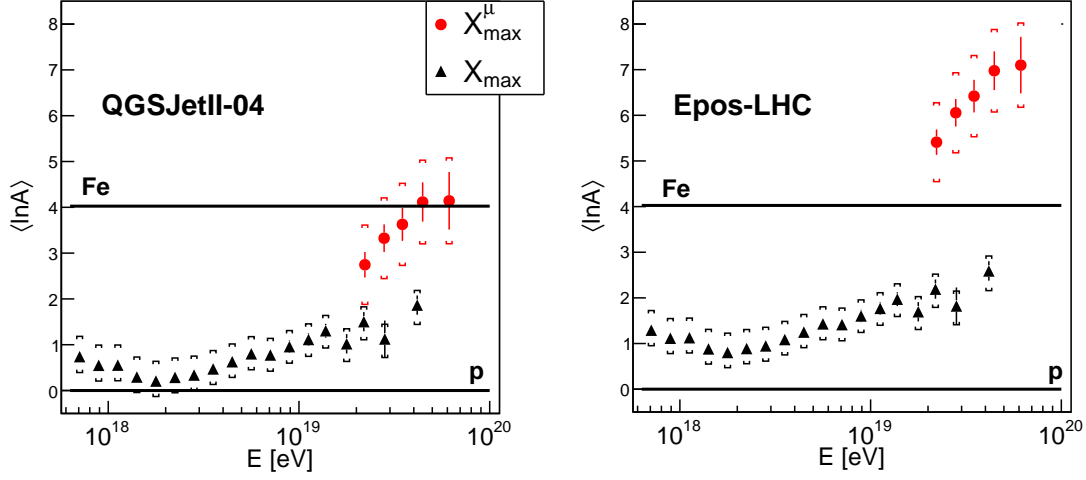 X^μ_max
X_max
QGSJetII-04
⟨lnA⟩
8
7
6
5
4
3
2
1
0
Fe
p
10^18
10^19
10^20
E [eV]
Epos-LHC
⟨lnA⟩
8
7
6
5
4
3
2
1
0
Fe
p
10^18
10^19
10^20
E [eV]